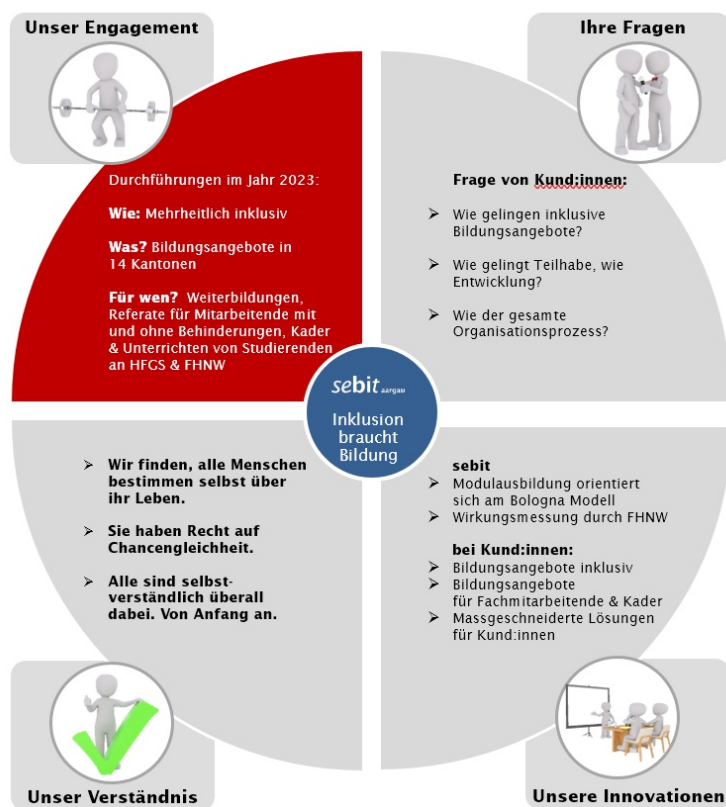 Unser Engagement
Durchführungen im Jahr 2023:
Wie: Mehrheitlich inklusiv
Was? Bildungsangebote in
14 Kantonen
Für wen? Weiterbildungen,
Referate für Mitarbeitende mit
und ohne Behinderungen, Kader
& Unterrichten von Studierenden
an HFGS & FHNW
Ihre Fragen
Frage von Kund:innen:
➢ Wie gelingen inklusive
Bildungsangebote?
➢ Wie gelingt Teilhabe, wie
Entwicklung?
➢ Wie der gesamte
Organisationsprozess?
sebit aargau
Inklusion
braucht
Bildung
➢ Wir finden, alle Menschen
bestimmen selbst über
ihr Leben.
➢ Sie haben Recht auf
Chancengleichheit.
➢ Alle sind selbst-
verständlich überall
dabei. Von Anfang an.
Unser Verständnis
sebit
➢ Modulausbildung orientiert
sich am Bologna Modell
➢ Wirkungsmessung durch FHNW
bei Kund:innen:
➢ Bildungsangebote inklusiv
➢ Bildungsangebote
für Fachmitarbeitende & Kader
➢ Massgeschneiderte Lösungen
für Kund:innen
Unsere Innovationen